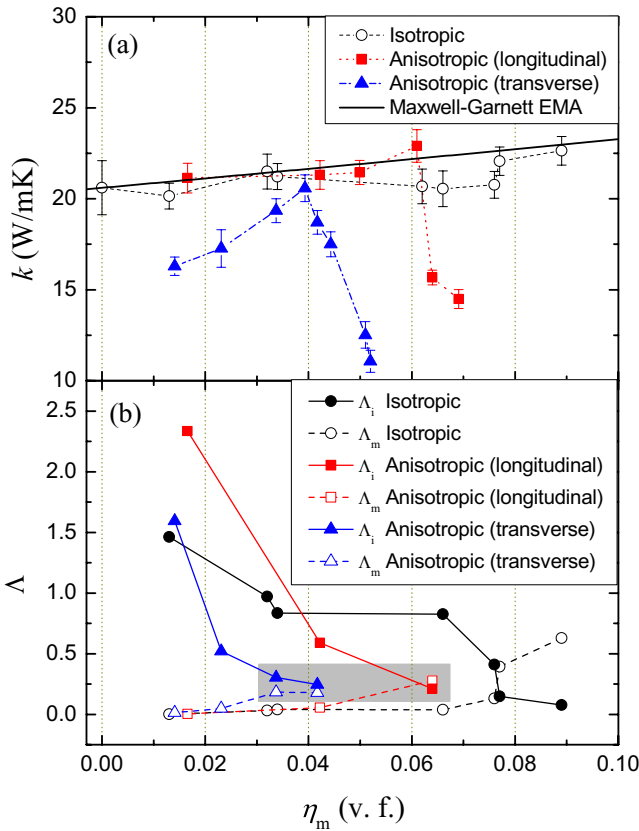 (a)
Isotropic
Anisotropic (longitudinal)
Anisotropic (transverse)
Maxwell-Garnett EMA
30
25
20
15
10
k (W/mK)
(b)
Λi Isotropic
Λm Isotropic
Λi Anisotropic (longitudinal)
Λm Anisotropic (longitudinal)
Λi Anisotropic (transverse)
Λm Anisotropic (transverse)
2.5
2.0
1.5
1.0
0.5
0.0
Λ
0.00 0.02 0.04 0.06 0.08 0.10
ηm (v. f.)